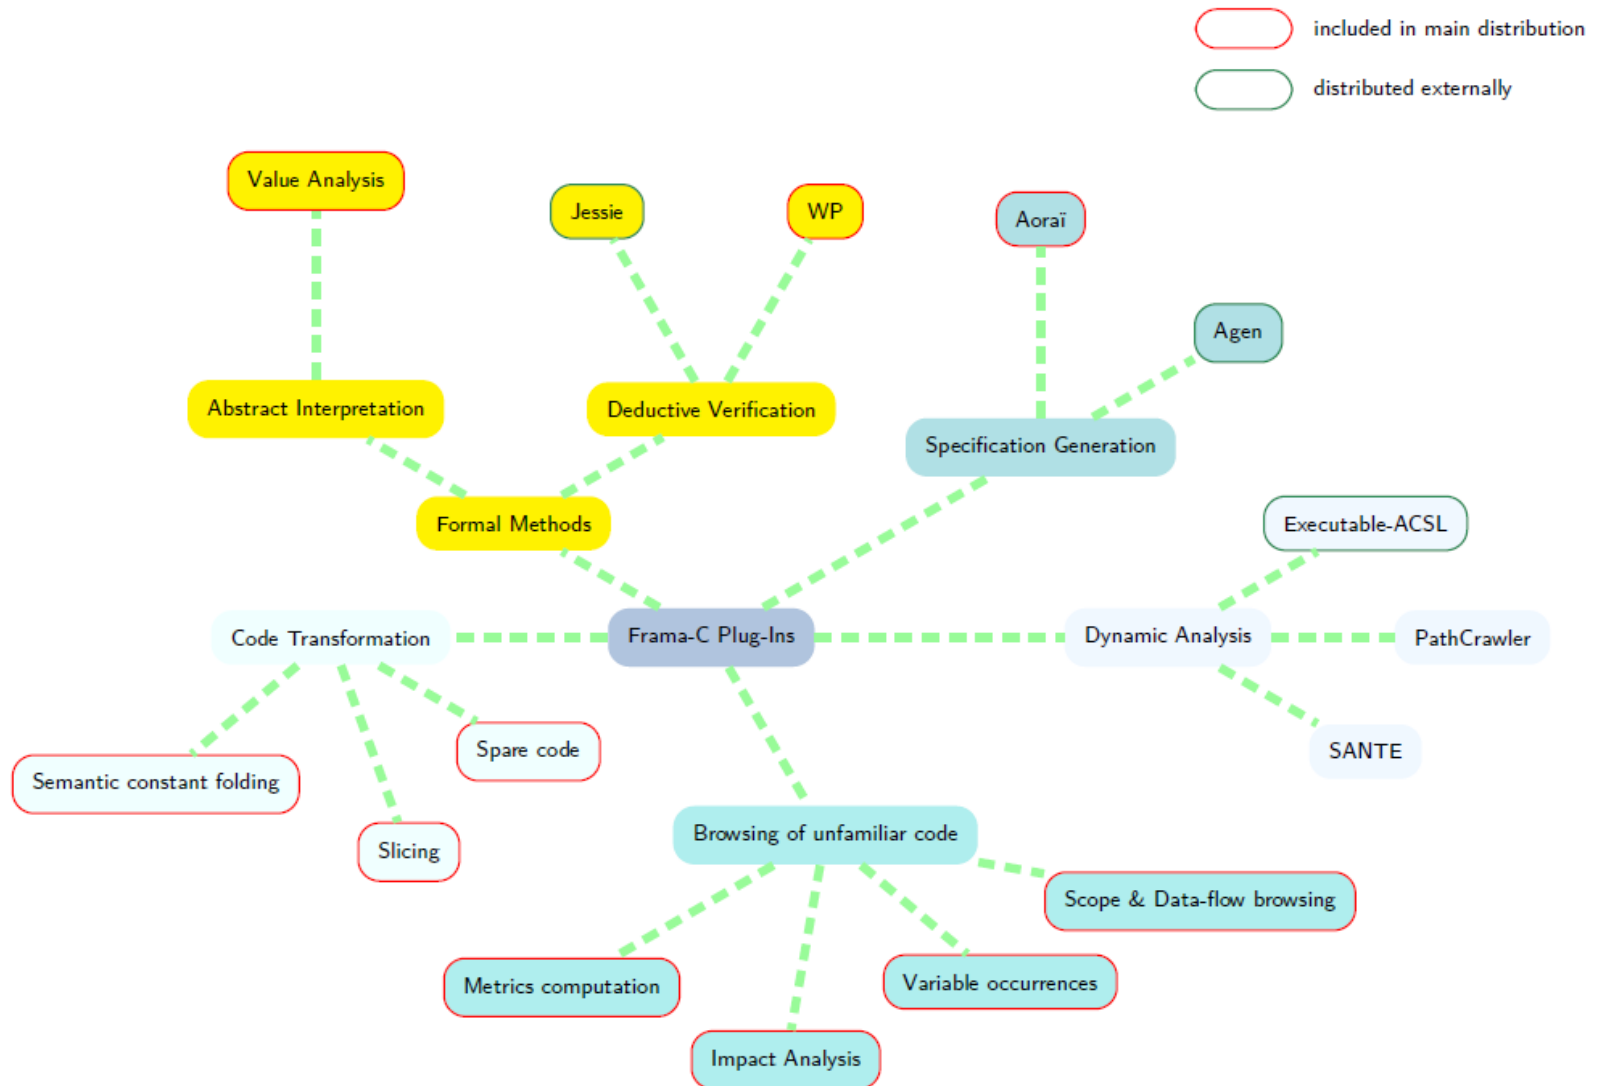 included in main distribution
distributed externally
Value Analysis
Jessie
WP
Aoraï
Agen
Abstract Interpretation
Deductive Verification
Specification Generation
Formal Methods
Executable-ACSL
Code Transformation
Frama-C Plug-Ins
Dynamic Analysis
PathCrawler
Spare code
SANTE
Semantic constant folding
Slicing
Browsing of unfamiliar code
Scope & Data-flow browsing
Metrics computation
Variable occurrences
Impact Analysis